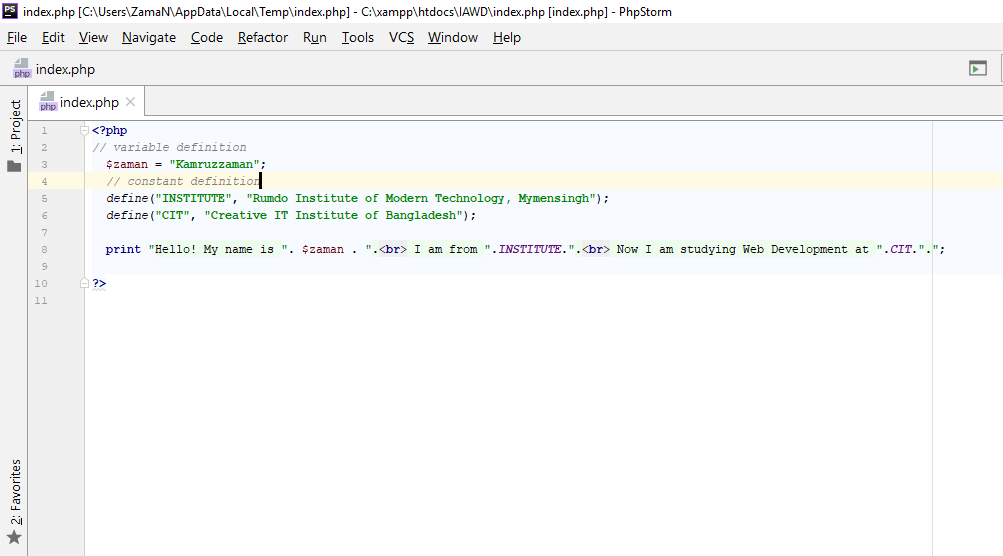 PS index.php [C:\Users\ZamaN\AppData\Local\Temp\index.php] - C:\xampp\htdocs\IAWD\index.php [index.php] - PhpStorm
File Edit View Navigate Code Refactor Run Tools VCS Window Help
php index.php
php index.php
1: Project
1 <?php
2 // variable definition
3 $zaman = "Kamruzzaman";
4 // constant definition
5 define("INSTITUTE", "Rumdo Institute of Modern Technology, Mymensingh");
6 define("CIT", "Creative IT Institute of Bangladesh");
7
8 print "Hello! My name is ". $zaman . ".<br> I am from ".INSTITUTE.".<br> Now I am studying Web Development at ".CIT.".";
9
10 ?>
11
2: Favorites